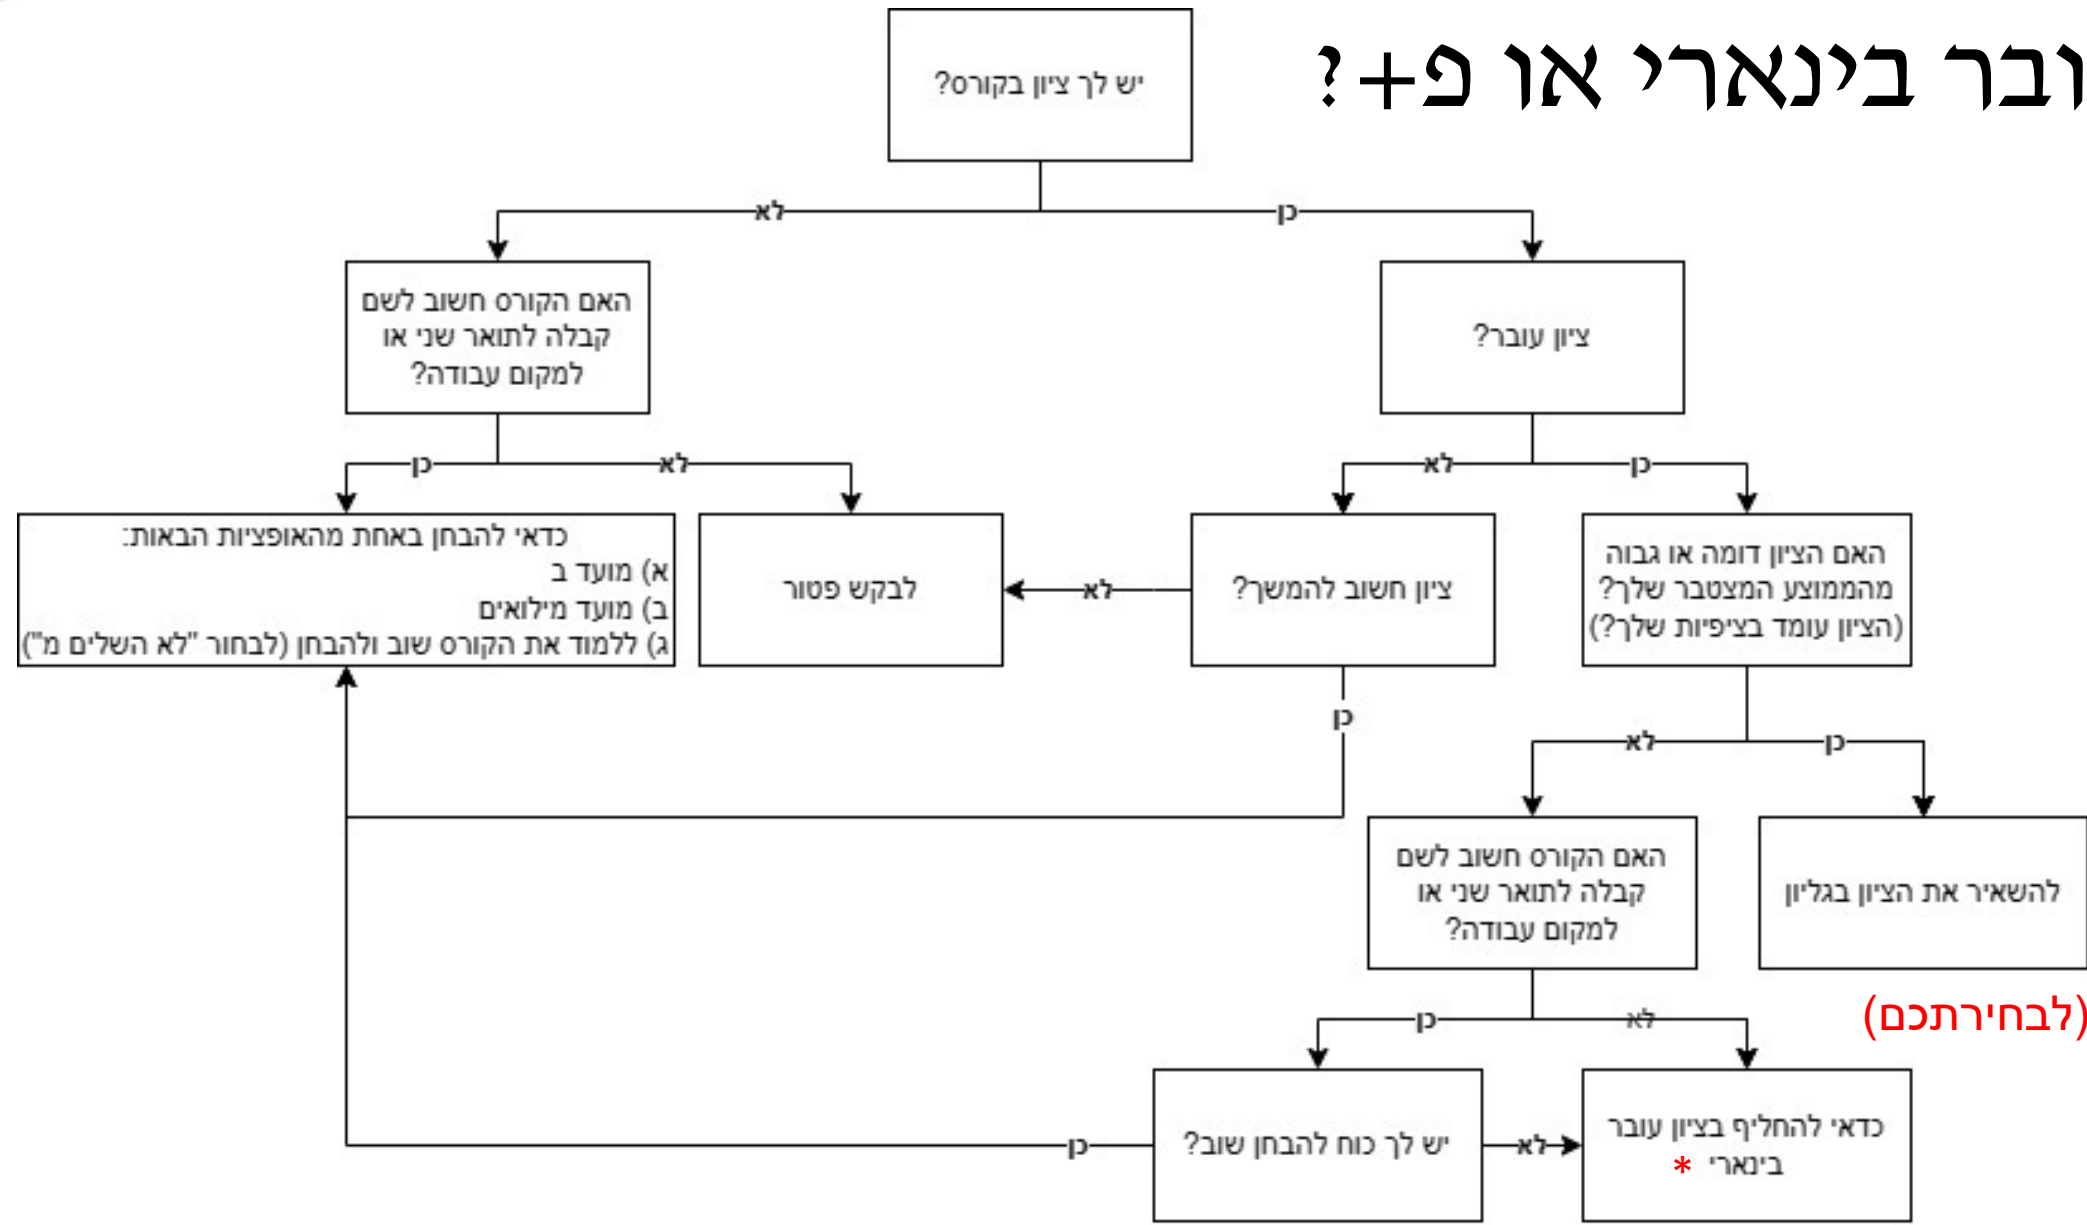 ובר בינארי או פ+?
יש לך ציון בקורס?
כן
לא
ציון עובר?
האם הקורס חשוב לשם
קבלה לתואר שני או
למקום עבודה?
כן
לא
לא
כן
האם הציון דומה או גבוה
מהממוצע המצטבר שלך?
(הציון עומד בציפיות שלך?)
ציון חשוב להמשך?
לא
לבקש פטור
כדאי להבחן באחת מהאופציות הבאות:
א) מועד ב
ב) מועד מילואים
ג) ללמוד את הקורס שוב ולהבחן (לבחור "לא השלים מ")
כן
כן
לא
להשאיר את הציון בגליון
האם הקורס חשוב לשם
קבלה לתואר שני או
למקום עבודה?
(לבחירתכם)
לא
כן
כדאי להחליף בציון עובר
בינארי *
לא
יש לך כוח להבחן שוב?
כן